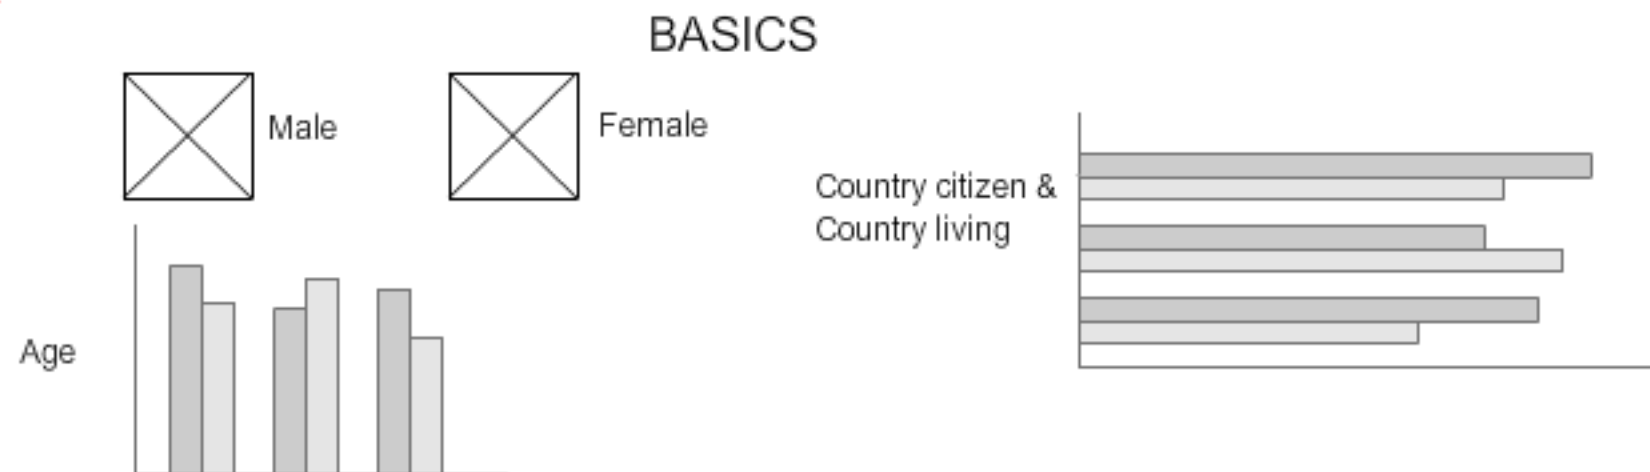 BASICS
Male
Female
Country citizen &
Country living
Age